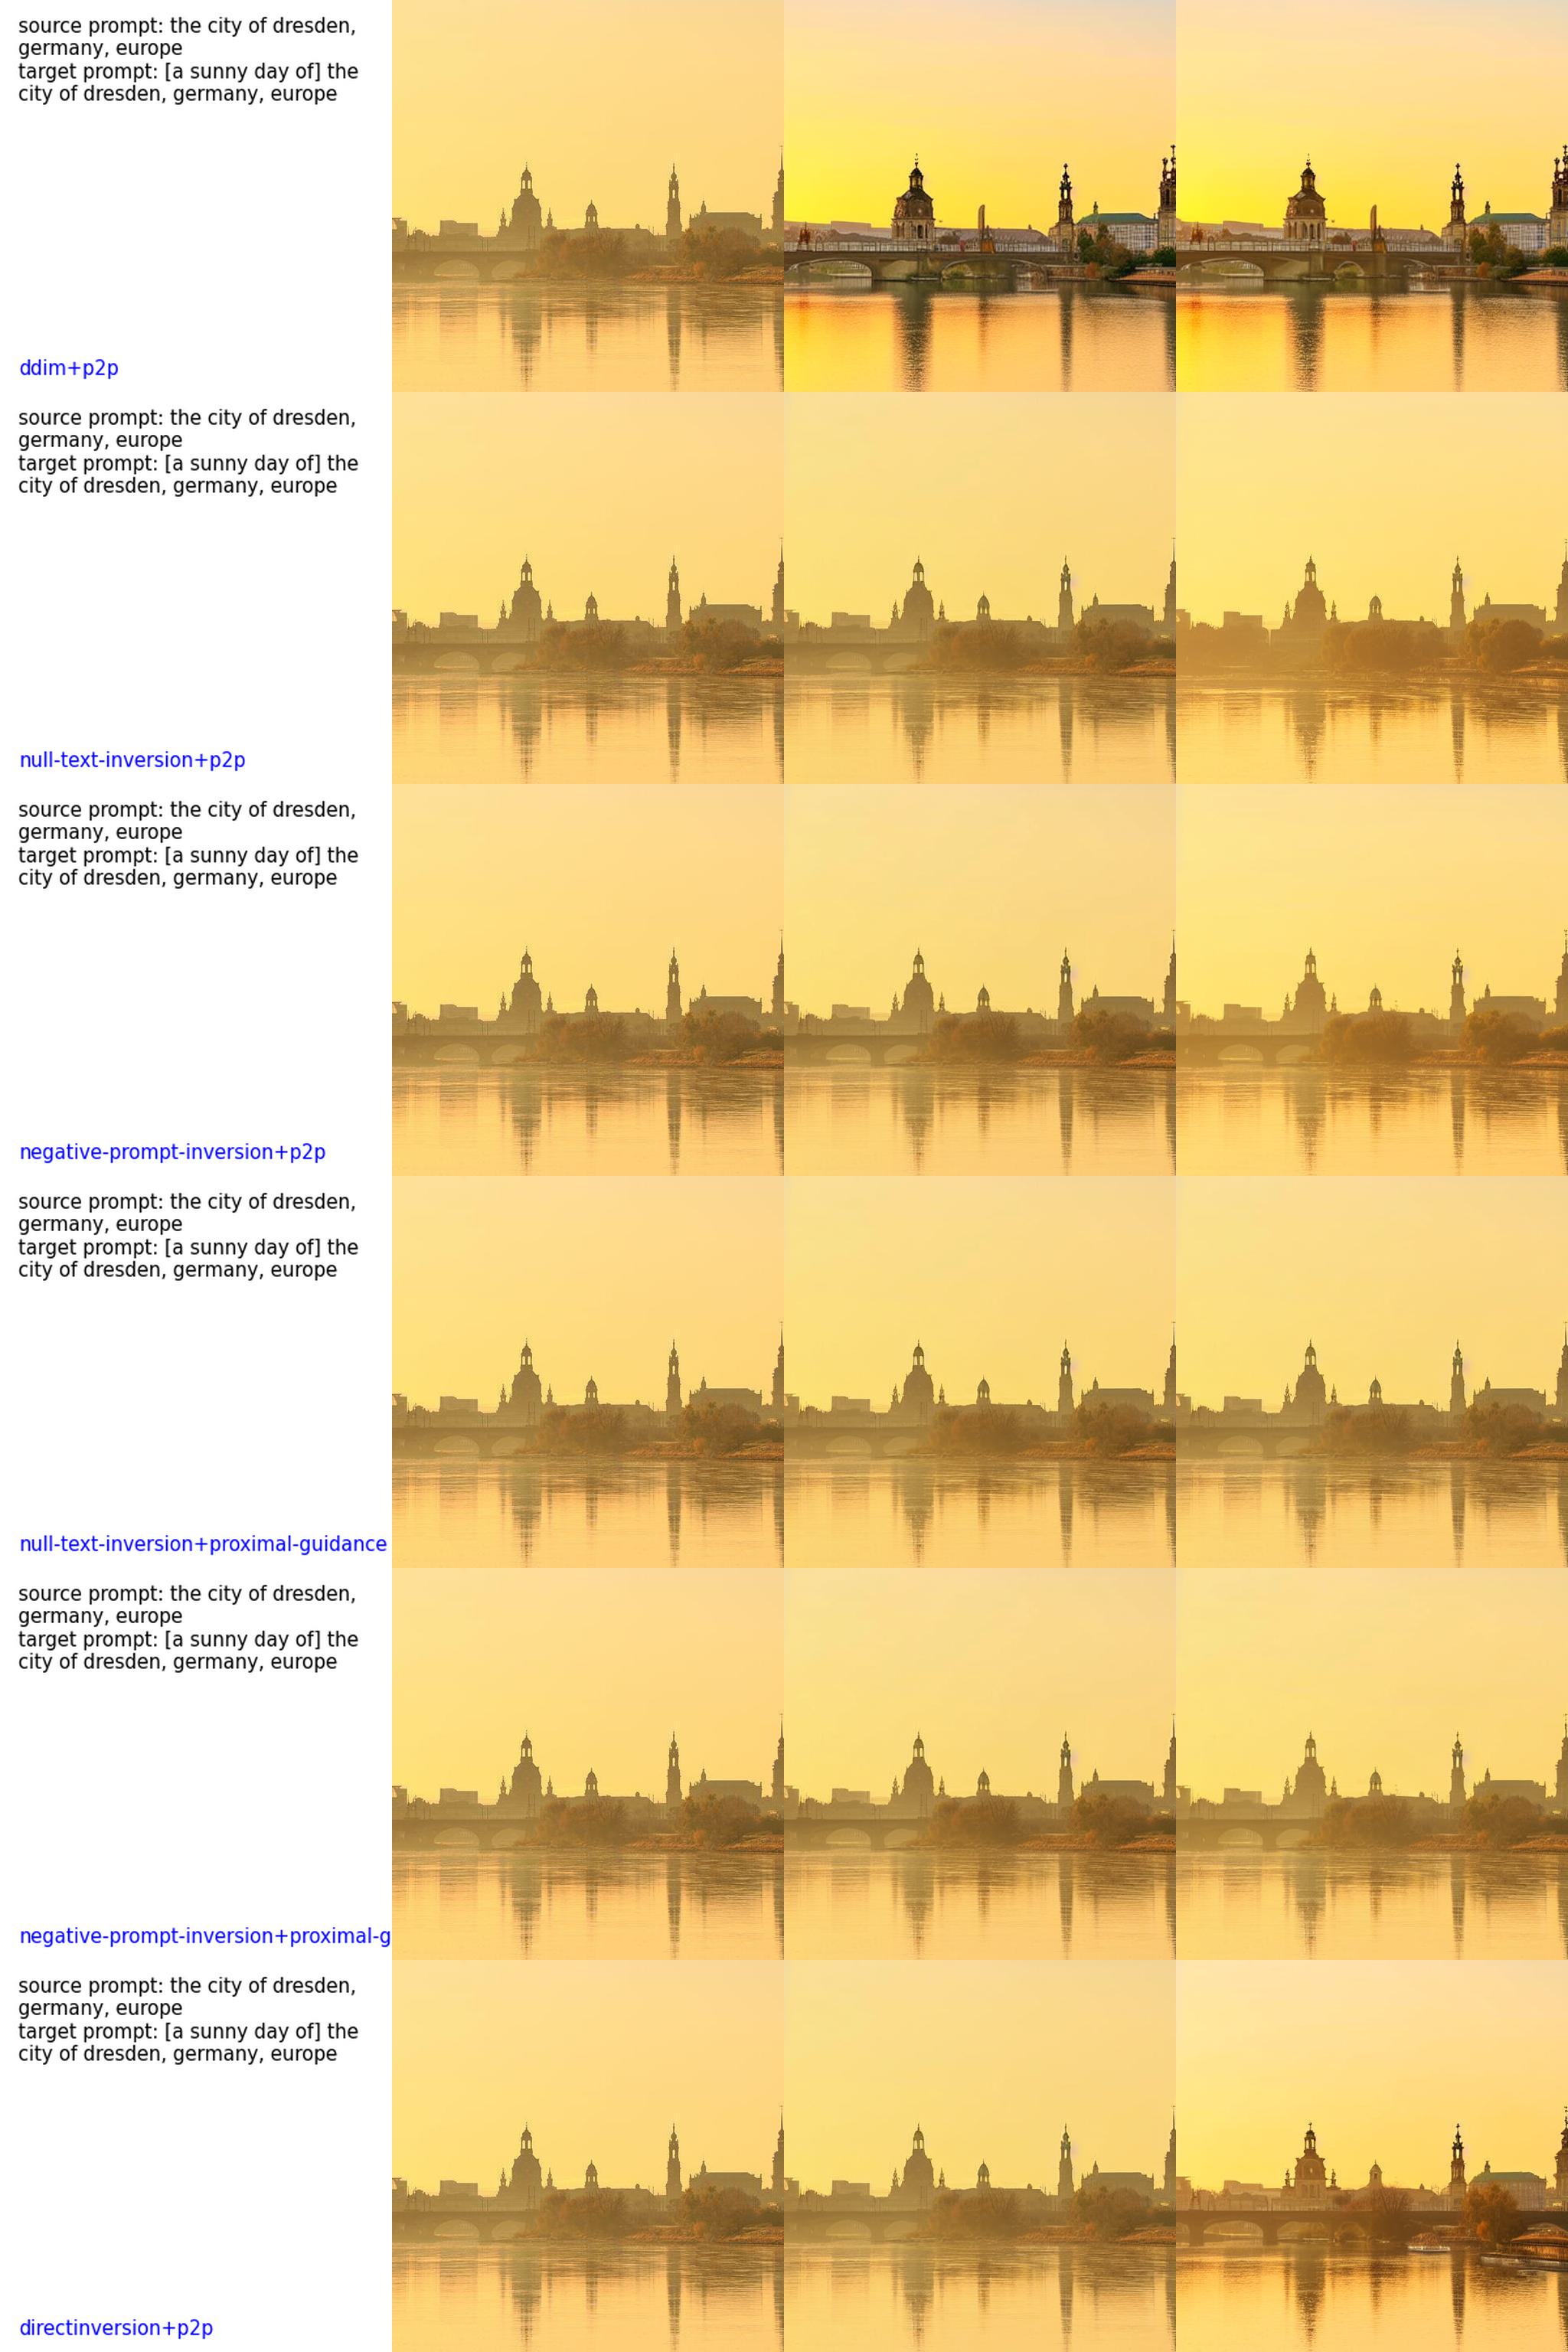 source prompt: the city of dresden,
germany, europe
target prompt: [a sunny day of] the
city of dresden, germany, europe
ddim+p2p
source prompt: the city of dresden,
germany, europe
target prompt: [a sunny day of] the
city of dresden, germany, europe
null-text-inversion+p2p
source prompt: the city of dresden,
germany, europe
target prompt: [a sunny day of] the
city of dresden, germany, europe
negative-prompt-inversion+p2p
source prompt: the city of dresden,
germany, europe
target prompt: [a sunny day of] the
city of dresden, germany, europe
null-text-inversion+proximal-guidance
source prompt: the city of dresden,
germany, europe
target prompt: [a sunny day of] the
city of dresden, germany, europe
negative-prompt-inversion+proximal-g
source prompt: the city of dresden,
germany, europe
target prompt: [a sunny day of] the
city of dresden, germany, europe
directinversion+p2p